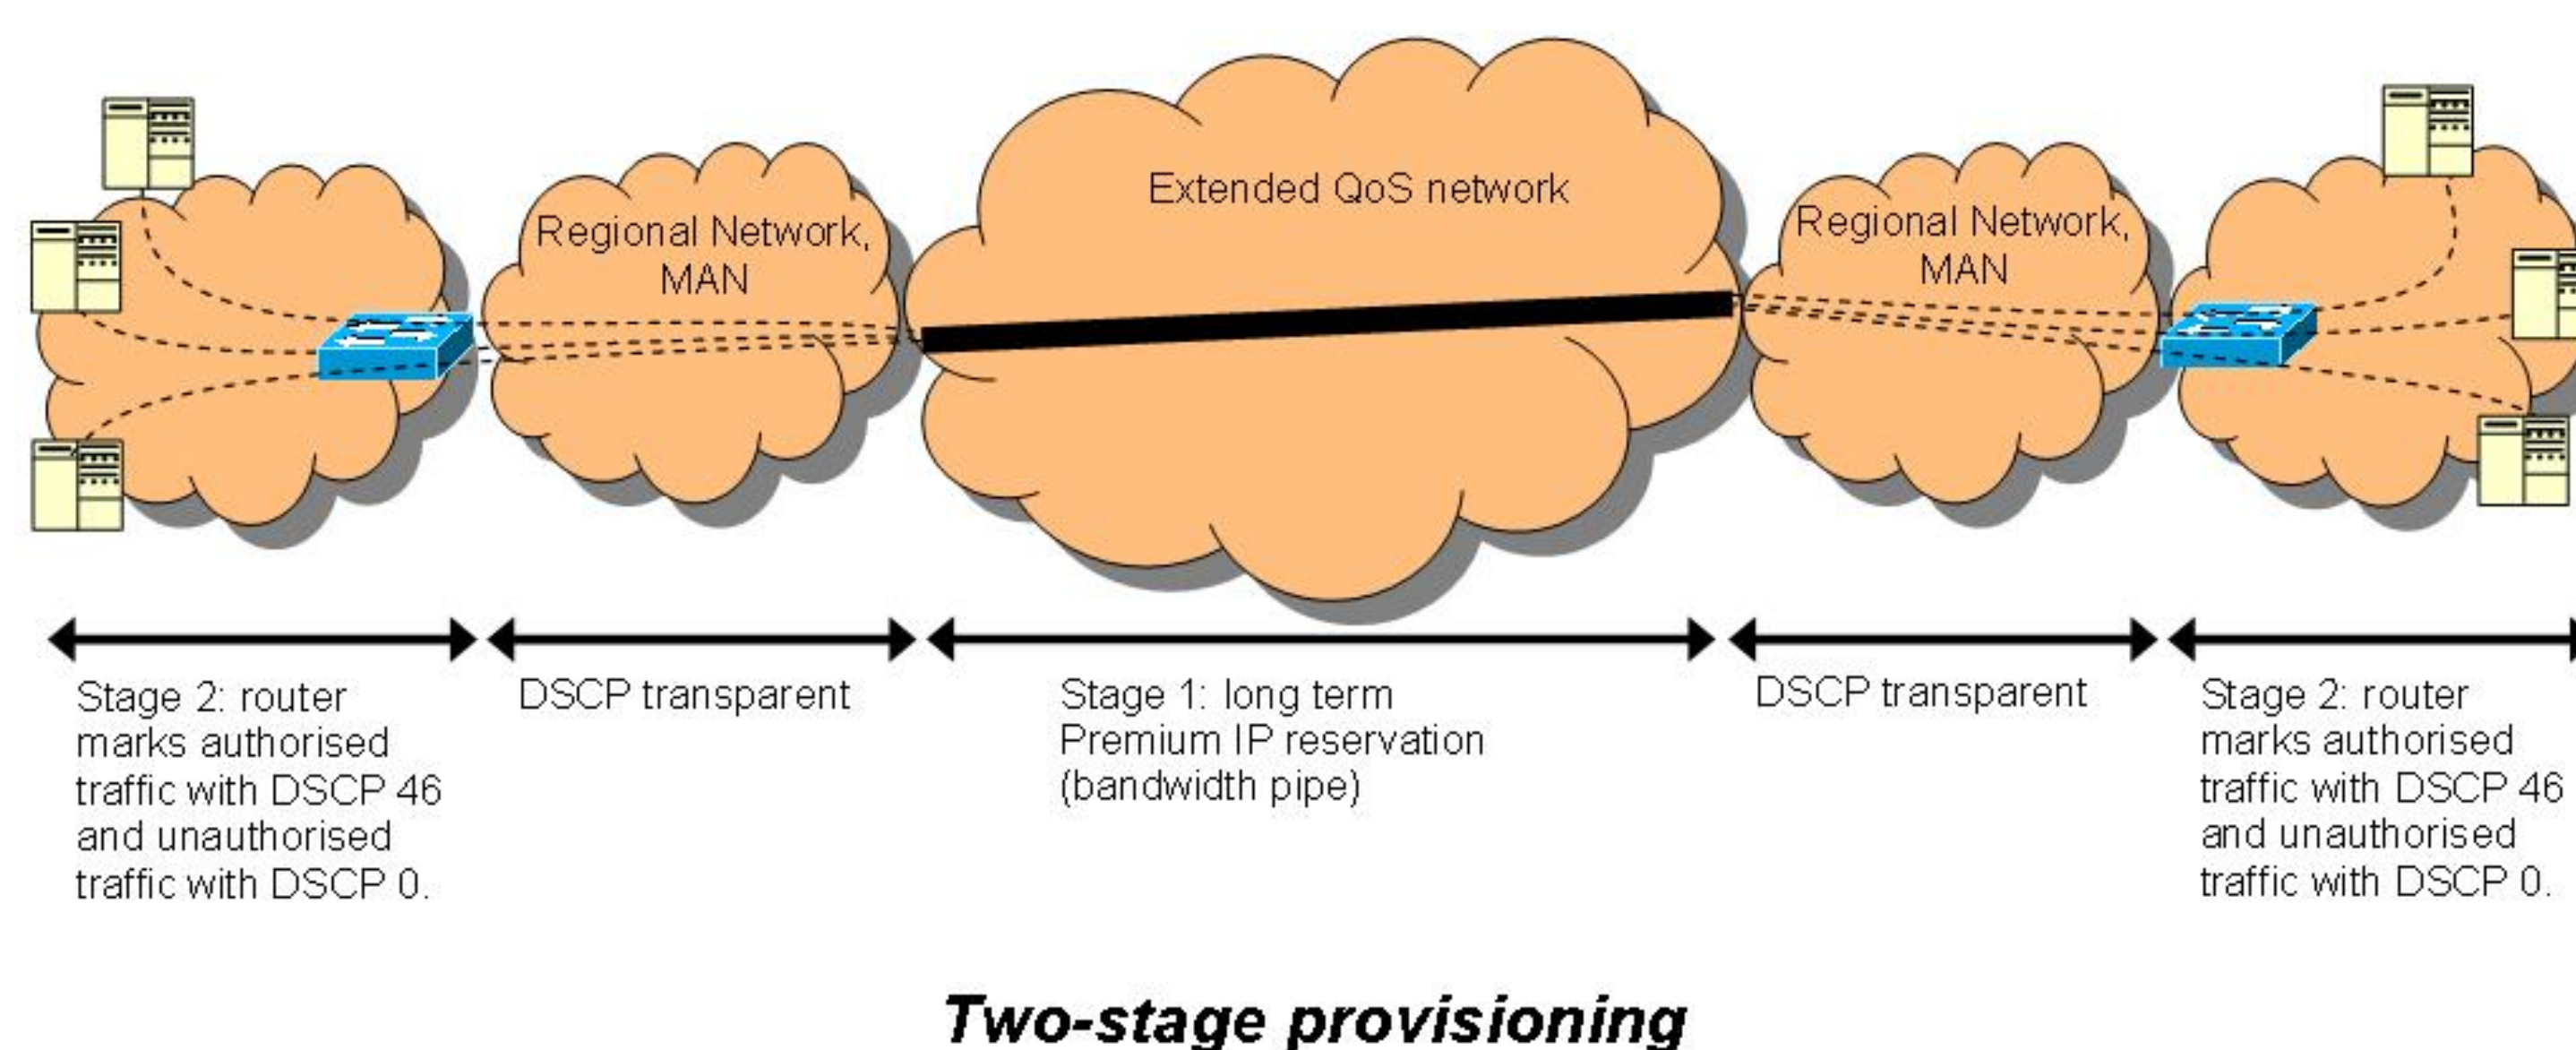 Extended QoS network
Regional Network,
MAN
Regional Network,
MAN
Stage 2: router
marks authorised
traffic with DSCP 46
and unauthorised
traffic with DSCP 0.
DSCP transparent
Stage 1: long term
Premium IP reservation
(bandwidth pipe)
DSCP transparent
Stage 2: router
marks authorised
traffic with DSCP 46
and unauthorised
traffic with DSCP 0.
Two-stage provisioning